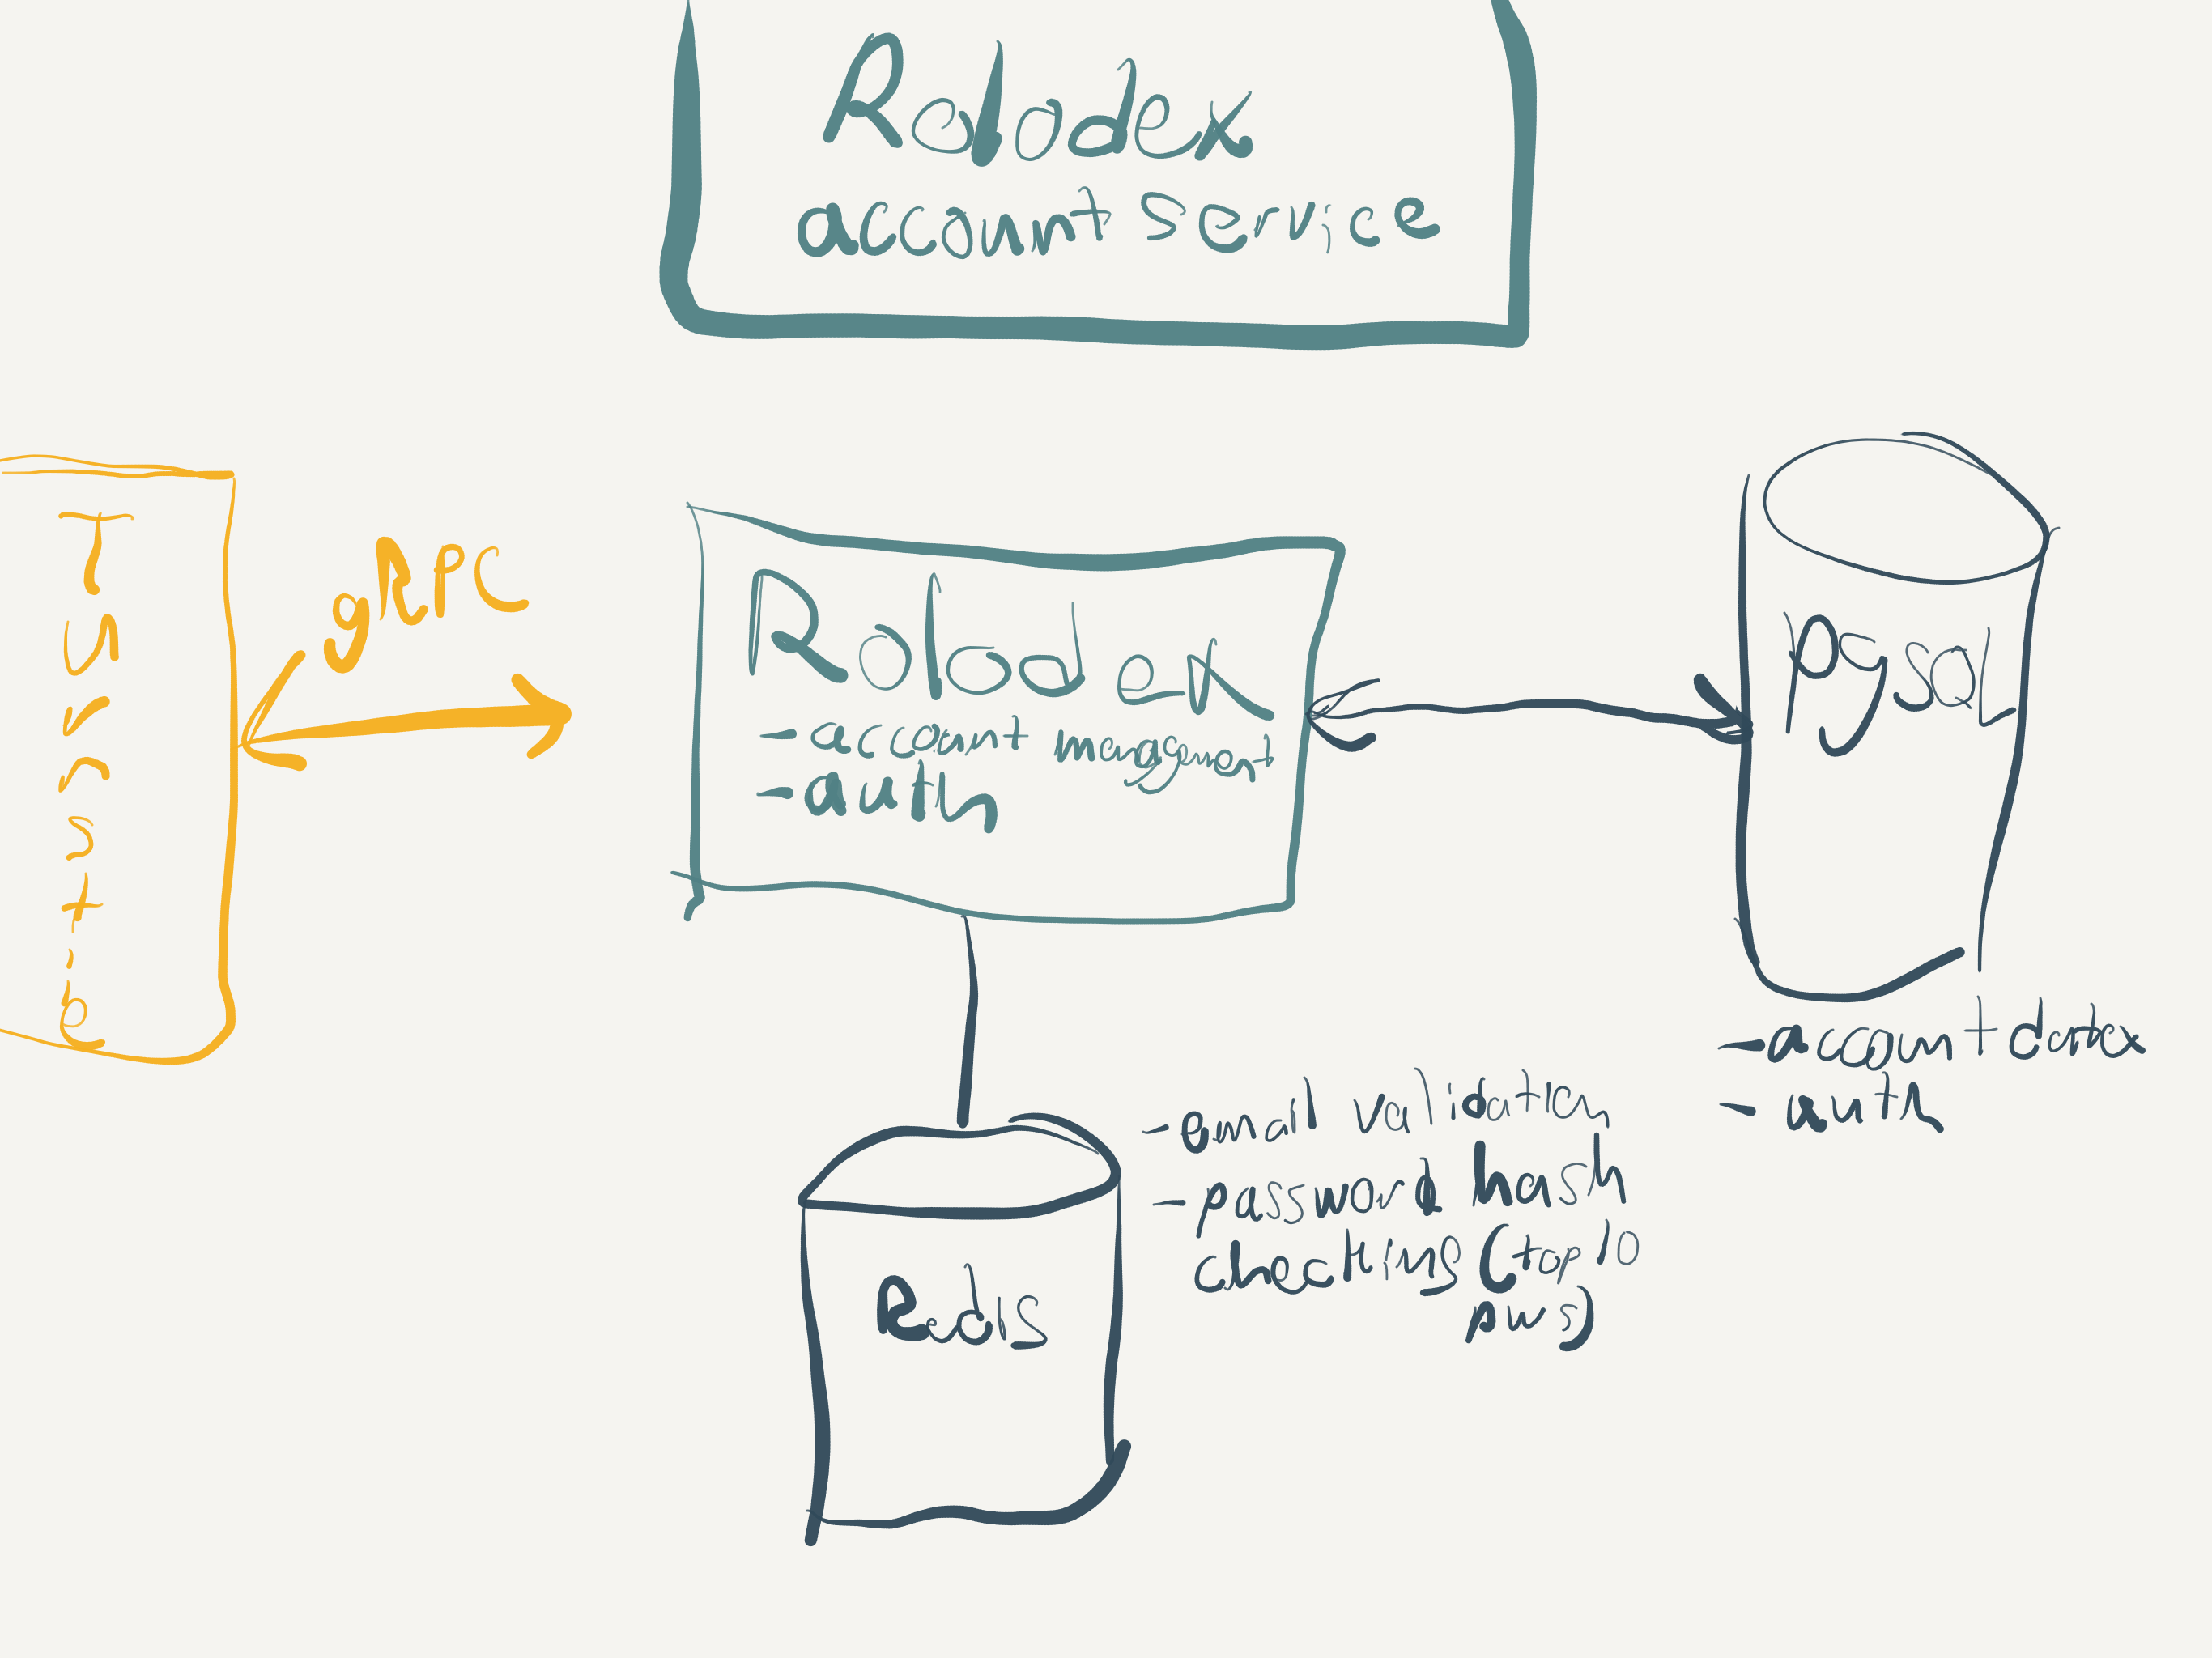 Rolodex
account service
Turnstile
gRPC
Rolodex
- account management
- auth
pgsql
- account data
- auth
Redis
- email validation
- password hash
checking (top 10
pws)